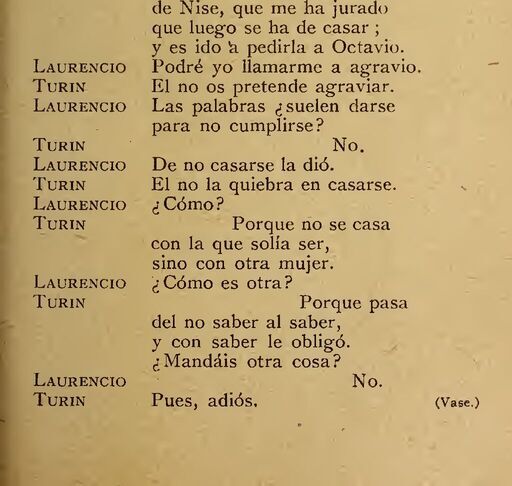 de Nise, que me ha jurado
que luego se ha de casar ;
y es ido à pedirla a Octavio.
LAURENCIO Podré yo llamarme a agravio.
TURIN El no os pretende agraviar.
LAURENCIO Las palabras ¿suelen darse
para no cumplirse?
TURIN No.
LAURENCIO De no casarse la dió.
TURIN El no la quiebra en casarse.
LAURENCIO ¿Cómo?
TURIN Porque no se casa
con la que solía ser,
sino con otra mujer.
LAURENCIO ¿Cómo es otra?
TURIN Porque pasa
del no saber al saber,
y con saber le obligó.
¿Mandáis otra cosa?
LAURENCIO No.
TURIN Pues, adiós. (Vase.)